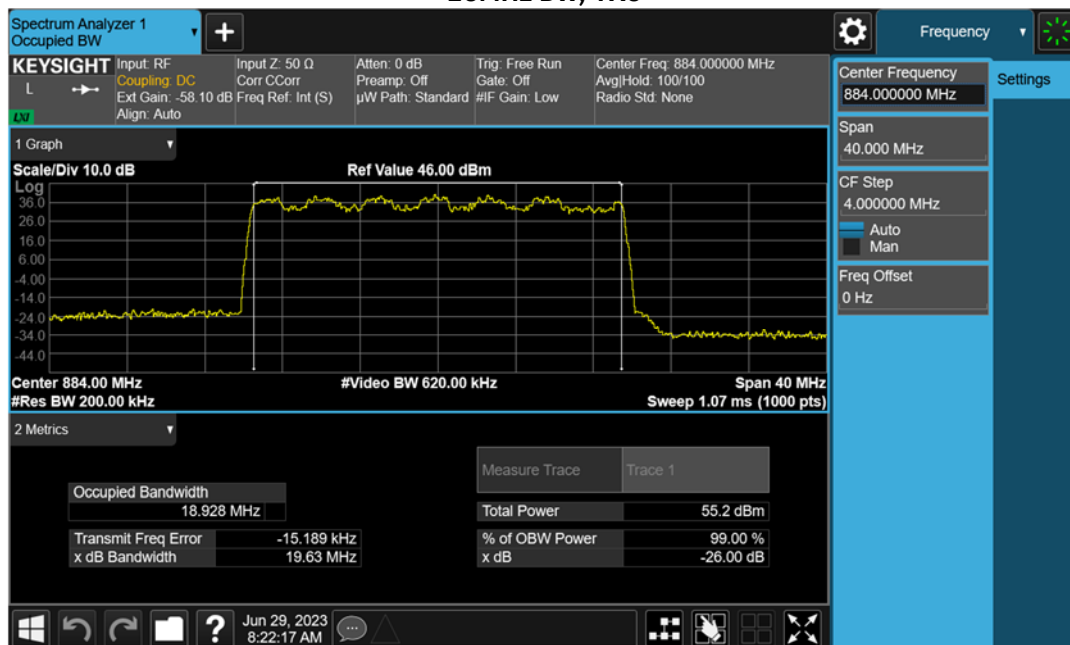 Spectrum Analyzer 1
Occupied BW
Frequency
KEYSIGHT
L
LXI
Input: RF
Coupling: DC
Ext Gain: -58.10 dB
Align: Auto
Input Z: 50 Ω
Corr CCorr
Freq Ref: Int (S)
Atten: 0 dB
Preamp: Off
µW Path: Standard
Trig: Free Run
Gate: Off
#IF Gain: Low
Center Freq: 884.000000 MHz
Avg|Hold: 100/100
Radio Std: None
Center Frequency
884.000000 MHz
Settings
Span
40.000 MHz
CF Step
4.000000 MHz
Auto
Man
Freq Offset
0 Hz
1 Graph
Scale/Div 10.0 dB
Ref Value 46.00 dBm
Log
36.0
26.0
16.0
6.00
-4.00
-14.0
-24.0
-34.0
-44.0
Center 884.00 MHz
#Video BW 620.00 kHz
Span 40 MHz
#Res BW 200.00 kHz
Sweep 1.07 ms (1000 pts)
2 Metrics
Measure Trace
Trace 1
Occupied Bandwidth
18.928 MHz
Total Power
55.2 dBm
Transmit Freq Error
-15.189 kHz
% of OBW Power
99.00 %
x dB Bandwidth
19.63 MHz
x dB
-26.00 dB
?
Jun 29, 2023
8:22:17 AM